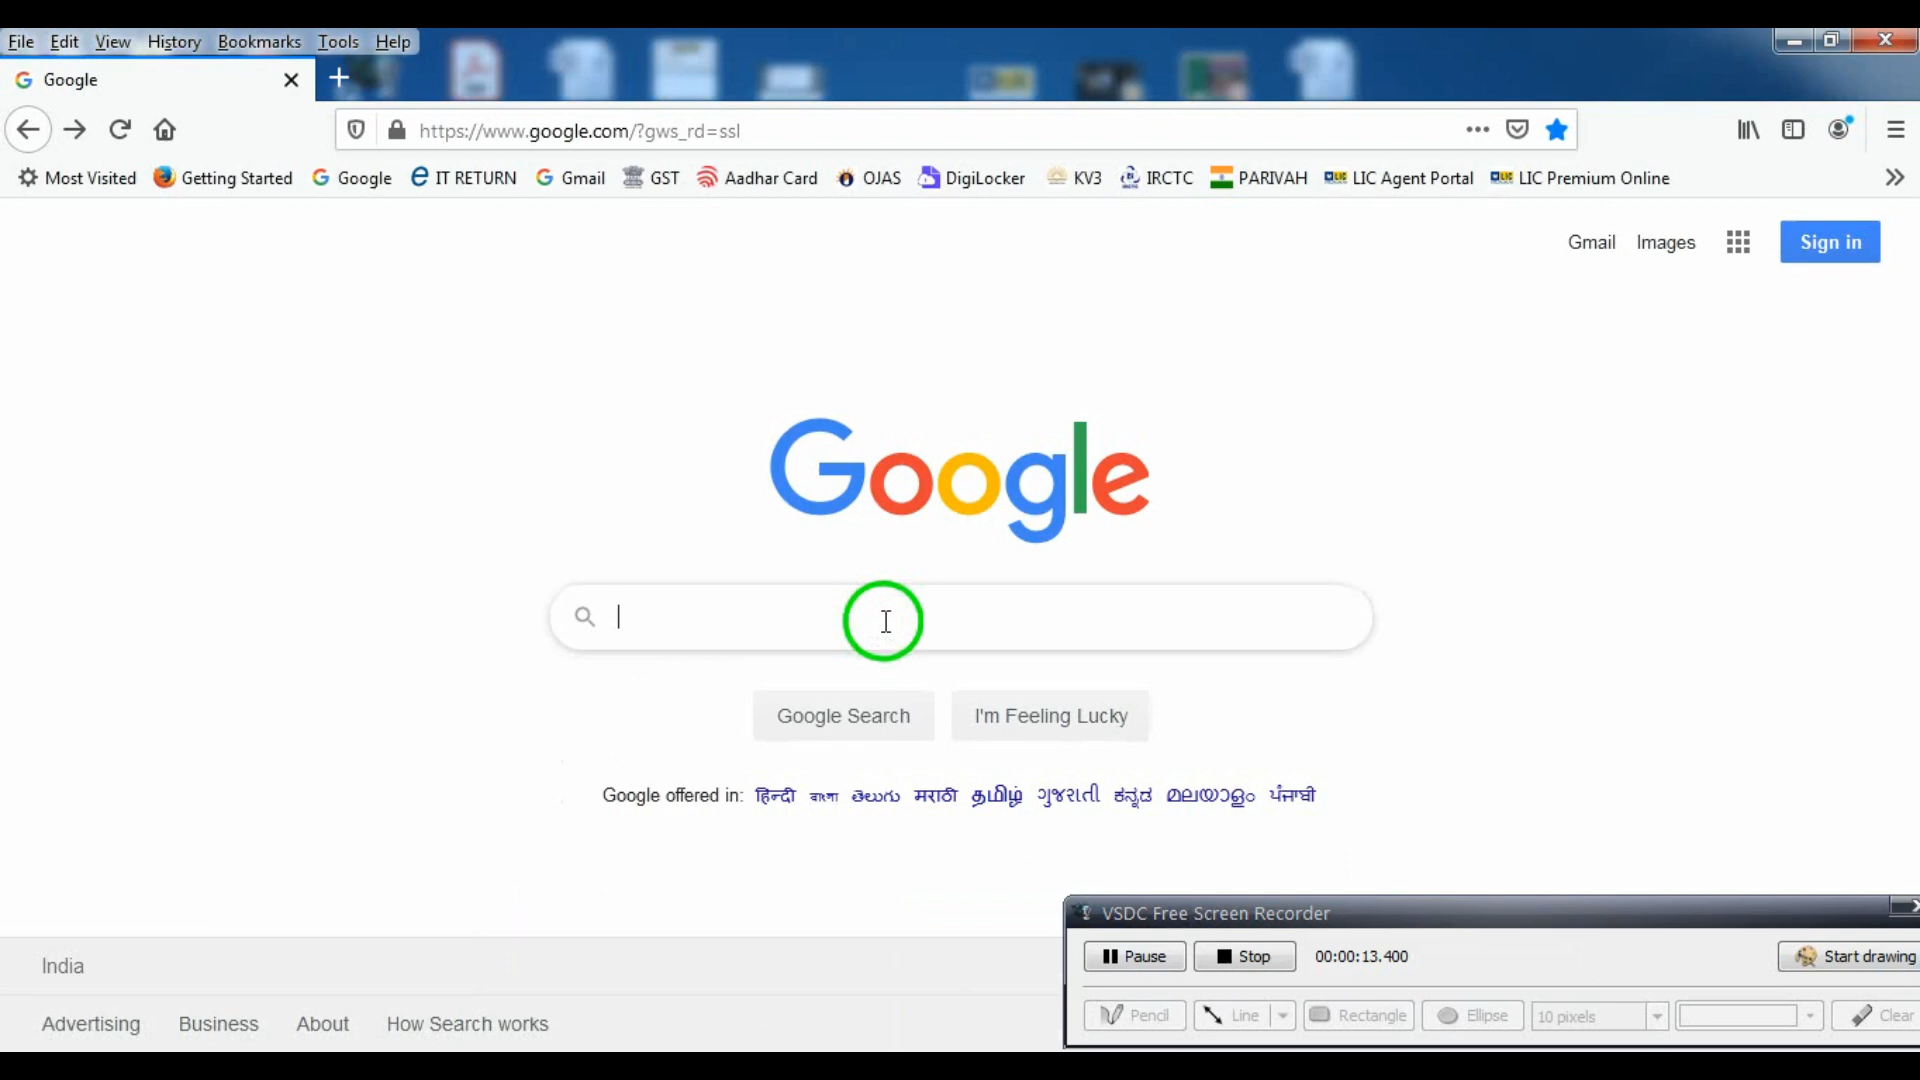 File Edit View History Bookmarks Tools Help
Google
https://www.google.com/?gws_rd=ssl
Most Visited Getting Started Google IT RETURN Gmail GST Aadhar Card OJAS DigiLocker KV3 IRCTC PARIVAH LIC Agent Portal LIC Premium Online
Gmail Images Sign in
Google
Google Search I'm Feeling Lucky
Google offered in: हिन्दी বাংলা తెలుగు मराठी தமிழ் ગુજરાતી ಕನ್ನಡ മലയാളം ਪੰਜਾਬੀ
VSDC Free Screen Recorder
Pause Stop 00:00:13.400 Start drawing
India
Pencil Line Rectangle Ellipse 10 pixels Clear
Advertising Business About How Search works